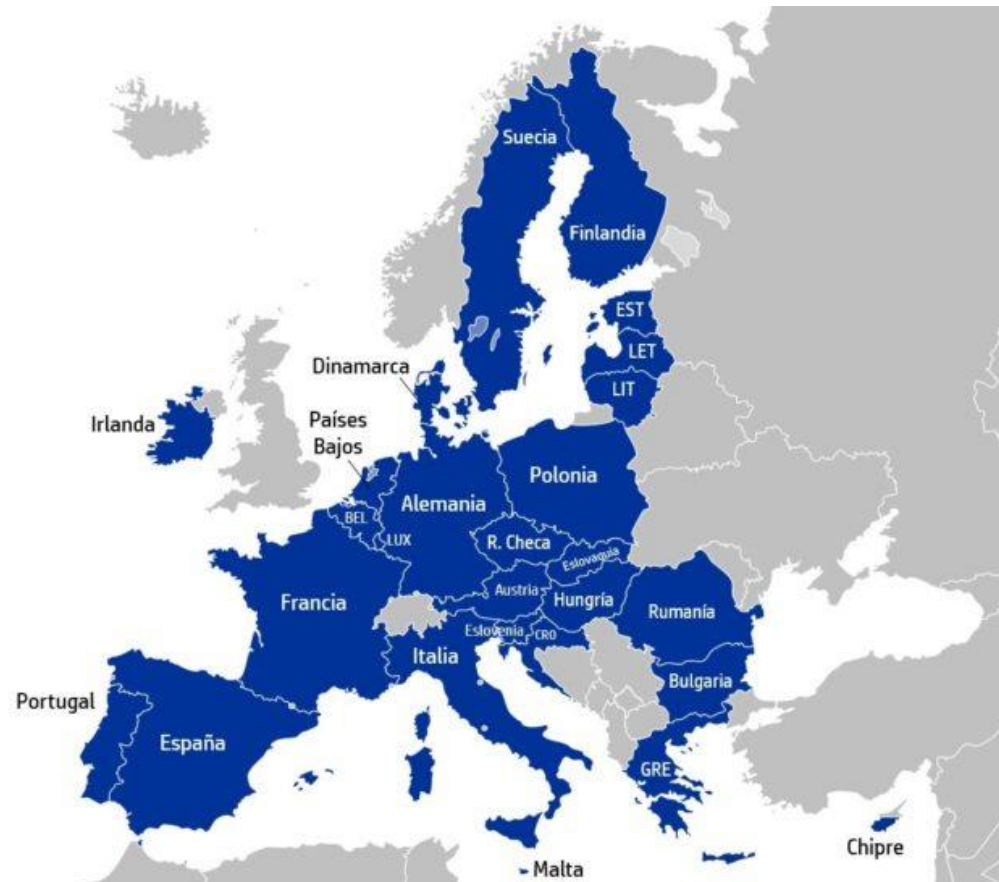 Suecia
Finlandia
EST
LET
LIT
Dinamarca
Irlanda
Países
Bajos
Polonia
Alemania
BEL
LUX
R. Checa
Eslovaquia
Austria
Hungría
Francia
Rumanía
Eslovenia
CRO
Italia
Bulgaria
Portugal
España
GRE
Chipre
Malta